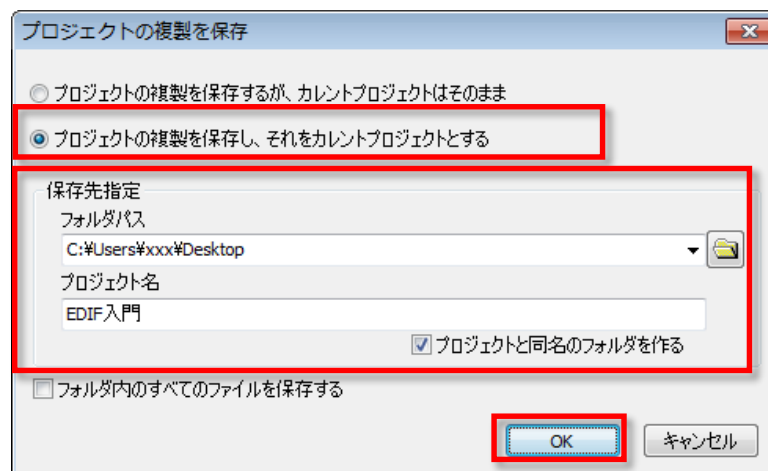 プロジェクトの複製を保存
プロジェクトの複製を保存するが、カレントプロジェクトはそのまま
プロジェクトの複製を保存し、それをカレントプロジェクトとする
保存先指定
フォルダパス
C:¥Users¥xxx¥Desktop
プロジェクト名
EDIF入門
プロジェクトと同名のフォルダを作る
フォルダ内のすべてのファイルを保存する
OK キャンセル